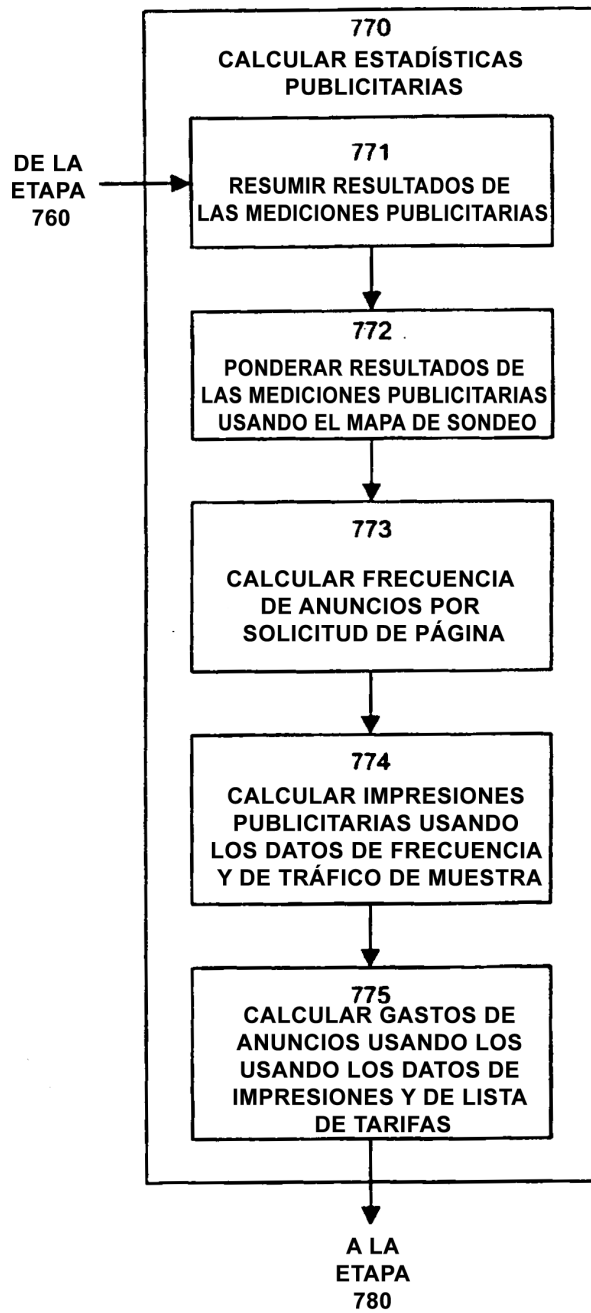 770
CALCULAR ESTADÍSTICAS
PUBLICITARIAS
DE LA
ETAPA
760
771
RESUMIR RESULTADOS DE
LAS MEDICIONES PUBLICITARIAS
772
PONDERAR RESULTADOS DE
LAS MEDICIONES PUBLICITARIAS
USANDO EL MAPA DE SONDEO
773
CALCULAR FRECUENCIA
DE ANUNCIOS POR
SOLICITUD DE PÁGINA
774
CALCULAR IMPRESIONES
PUBLICITARIAS USANDO
LOS DATOS DE FRECUENCIA
Y DE TRÁFICO DE MUESTRA
775
CALCULAR GASTOS DE
ANUNCIOS USANDO LOS
USANDO LOS DATOS DE
IMPRESIONES Y DE LISTA
DE TARIFAS
A LA
ETAPA
780